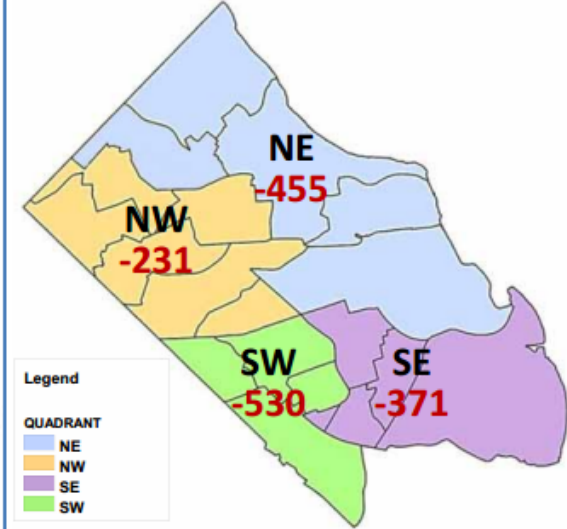 NE
-455
NW
-231
SW
-530
SE
-371
Legend
QUADRANT
NE
NW
SE
SW